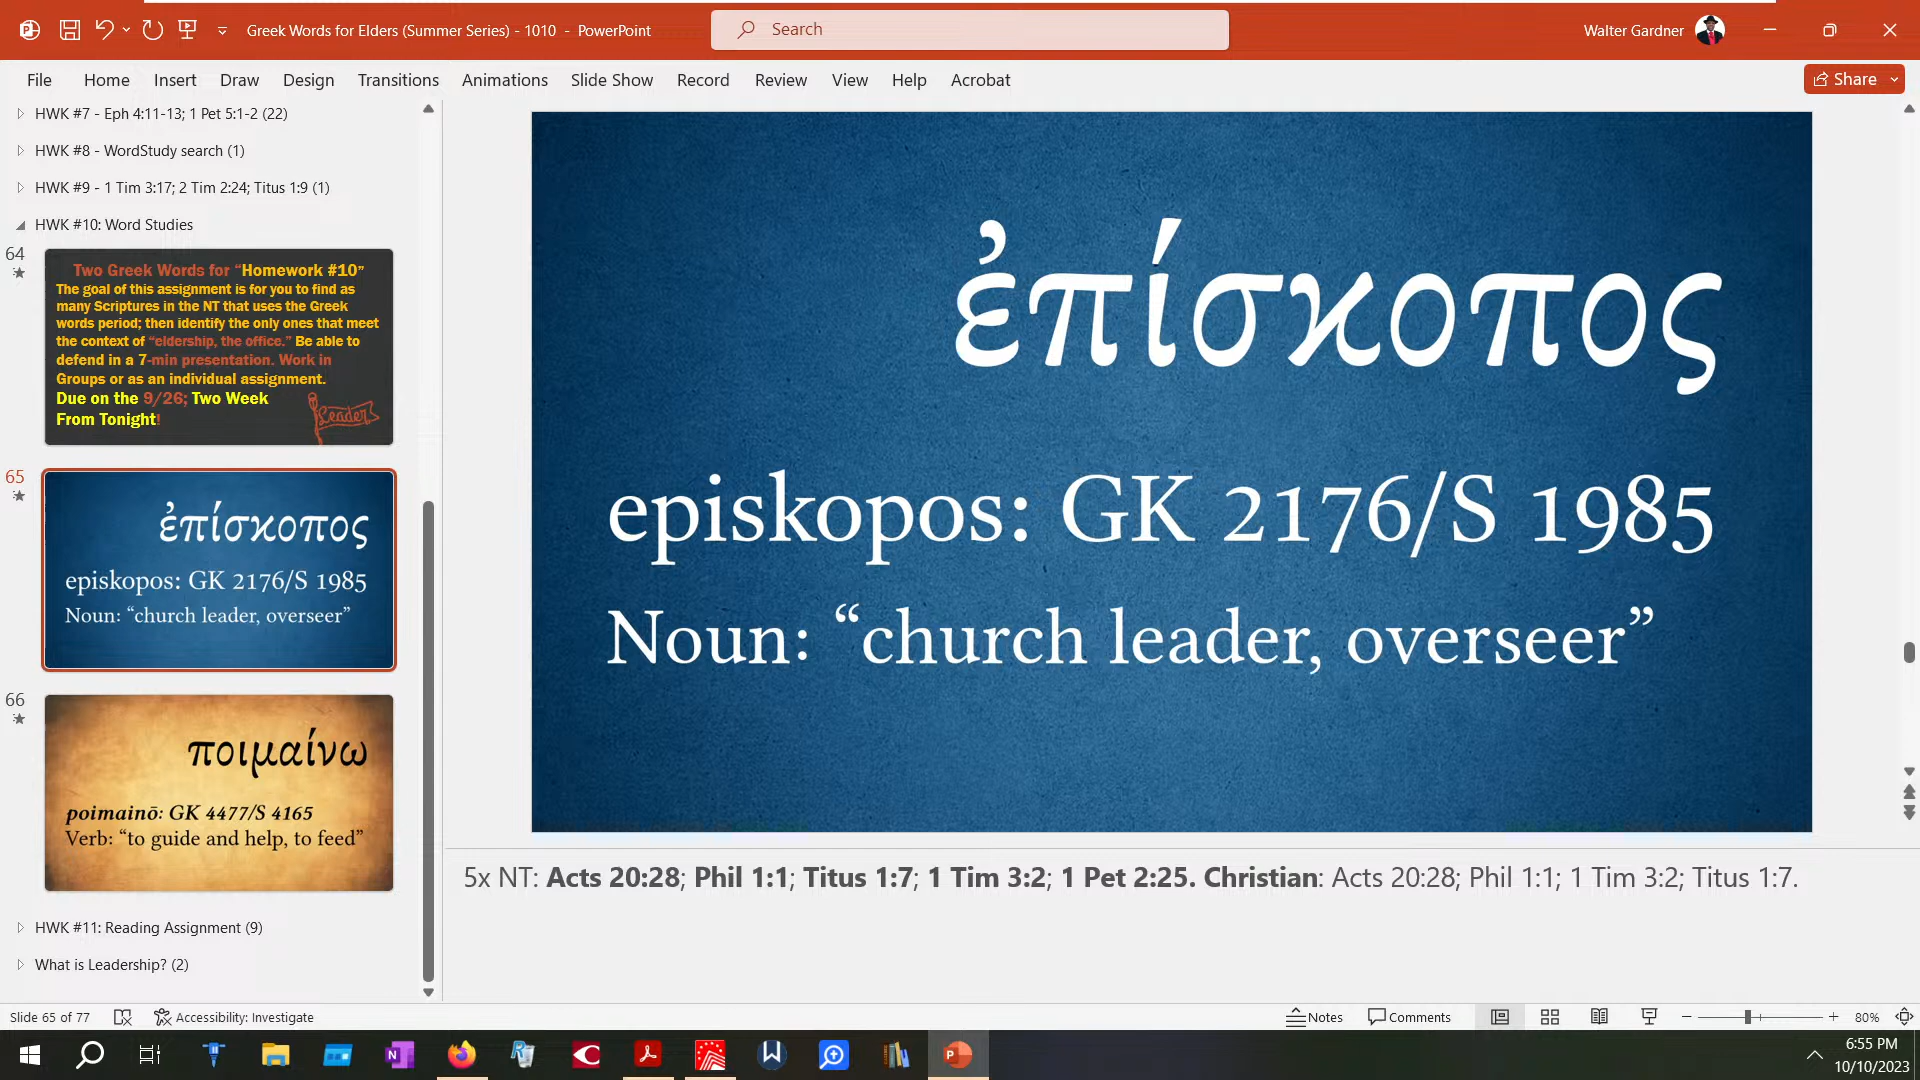 Greek Words for Elders (Summer Series) - 1010 - PowerPoint
Search
Walter Gardner
File Home Insert Draw Design Transitions Animations Slide Show Record Review View Help Acrobat
Share
HWK #7 - Eph 4:11-13; 1 Pet 5:1-2 (22)
HWK #8 - WordStudy search (1)
HWK #9 - 1 Tim 3:17; 2 Tim 2:24; Titus 1:9 (1)
HWK #10: Word Studies
64
Two Greek Words for “Homework #10”
The goal of this assignment is for you to find as
many Scriptures in the NT that uses the Greek
words period; then identify the only ones that meet
the context of “eldership, the office.” Be able to
defend in a 7-min presentation. Work in
Groups or as an individual assignment.
Due on the 9/26; Two Week
From Tonight!
Leader
65
ἐπίσκοπος
episkopos: GK 2176/S 1985
Noun: “church leader, overseer”
66
ποιμαίνω
poimainō: GK 4477/S 4165
Verb: “to guide and help, to feed”
HWK #11: Reading Assignment (9)
What is Leadership? (2)
ἐπίσκοπος
episkopos: GK 2176/S 1985
Noun: “church leader, overseer”
5x NT: Acts 20:28; Phil 1:1; Titus 1:7; 1 Tim 3:2; 1 Pet 2:25. Christian: Acts 20:28; Phil 1:1; 1 Tim 3:2; Titus 1:7.
Slide 65 of 77
Accessibility: Investigate
Notes
Comments
80%
6:55 PM
10/10/2023